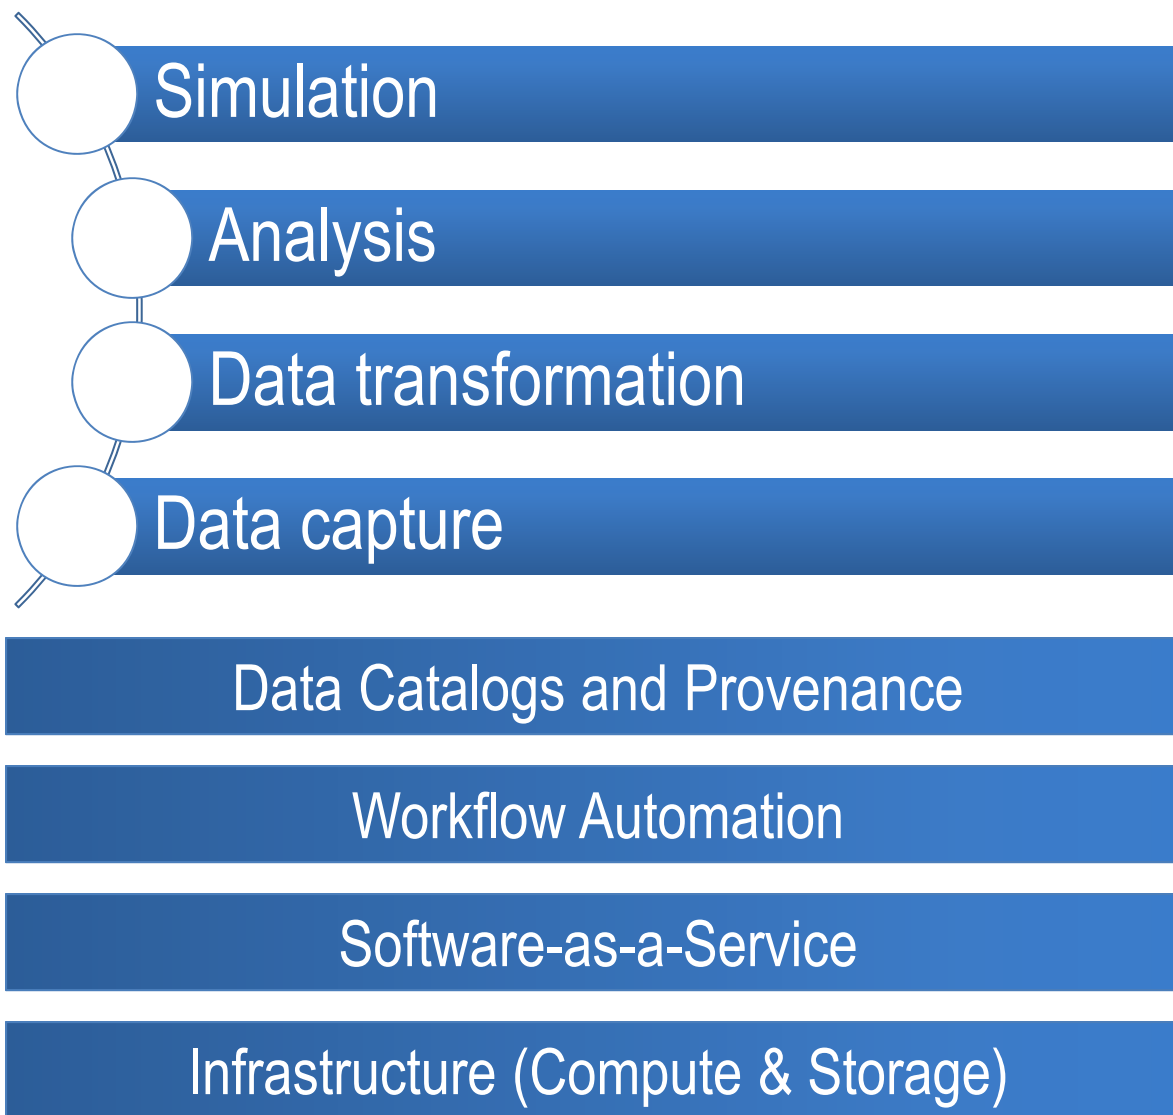 Simulation
Analysis
Data transformation
Data capture
Data Catalogs and Provenance
Workflow Automation
Software-as-a-Service
Infrastructure (Compute & Storage)